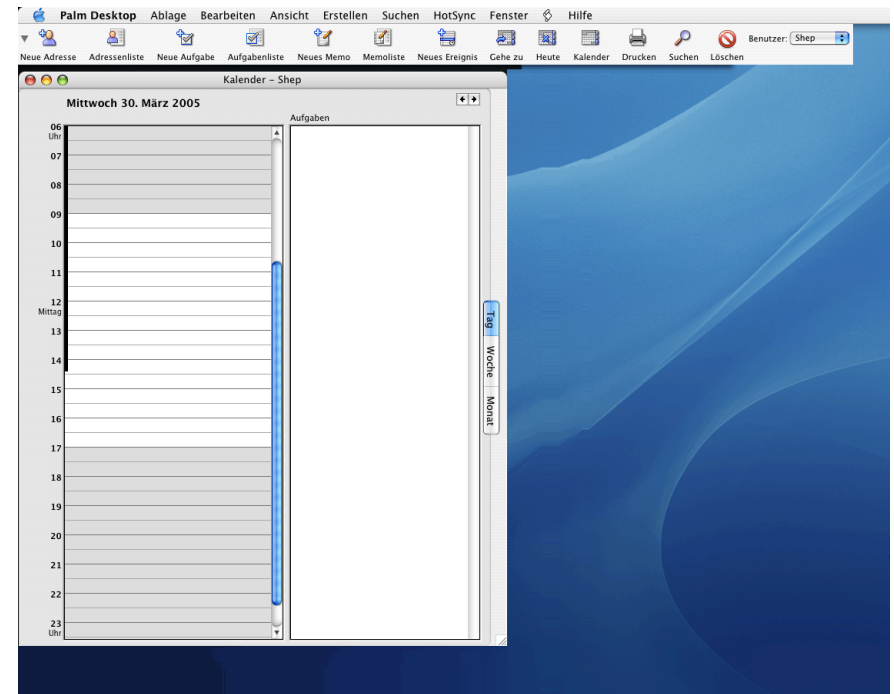 Palm Desktop Ablage Bearbeiten Ansicht Erstellen Suchen HotSync Fenster Hilfe
Neue Adresse Adressenliste Neue Aufgabe Aufgabenliste Neues Memo Memoliste Neues Ereignis Gehe zu Heute Kalender Drucken Suchen Löschen Benutzer: Shep
Kalender – Shep
Mittwoch 30. März 2005
Aufgaben
06
Uhr
07
08
09
10
11
12
Mittag
13
14
15
16
17
18
19
20
21
22
23
Uhr
Tag
Woche
Monat